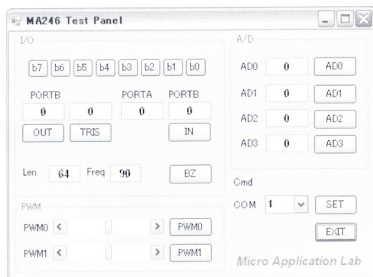 MA246 Test Panel
I/O
b7 b6 b5 b4 b3 b2 b1 b0
PORTB PORTA PORTB
0 0 0 0
OUT TRIS IN
Len 64 Freq 90 BZ
PWM
PWM0 PWM0
PWM1 PWM1
A/D
AD0 0 AD0
AD1 0 AD1
AD2 0 AD2
AD3 0 AD3
Cmd
COM 1 SET
EXIT
Micro Application Lab